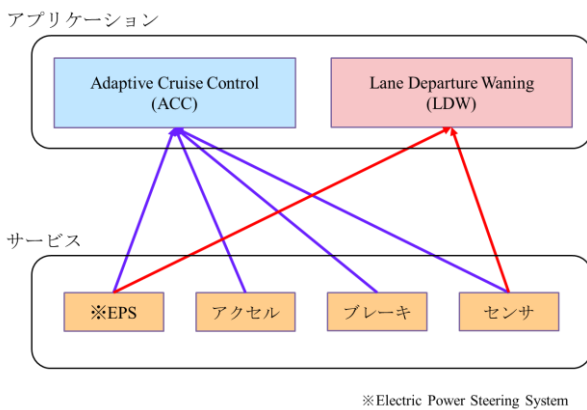 アプリケーション
Adaptive Cruise Control
(ACC)
Lane Departure Waning
(LDW)
サービス
※EPS
アクセル
ブレーキ
センサ
※Electric Power Steering System